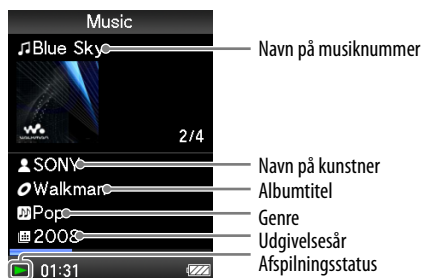 Music
Blue Sky
Navn på musiknummer
WALKMAN
2/4
SONY
Navn på kunstner
Walkman
Albumtitel
Pop
Genre
2008
Udgivelsesår
01:31
Afspilningsstatus